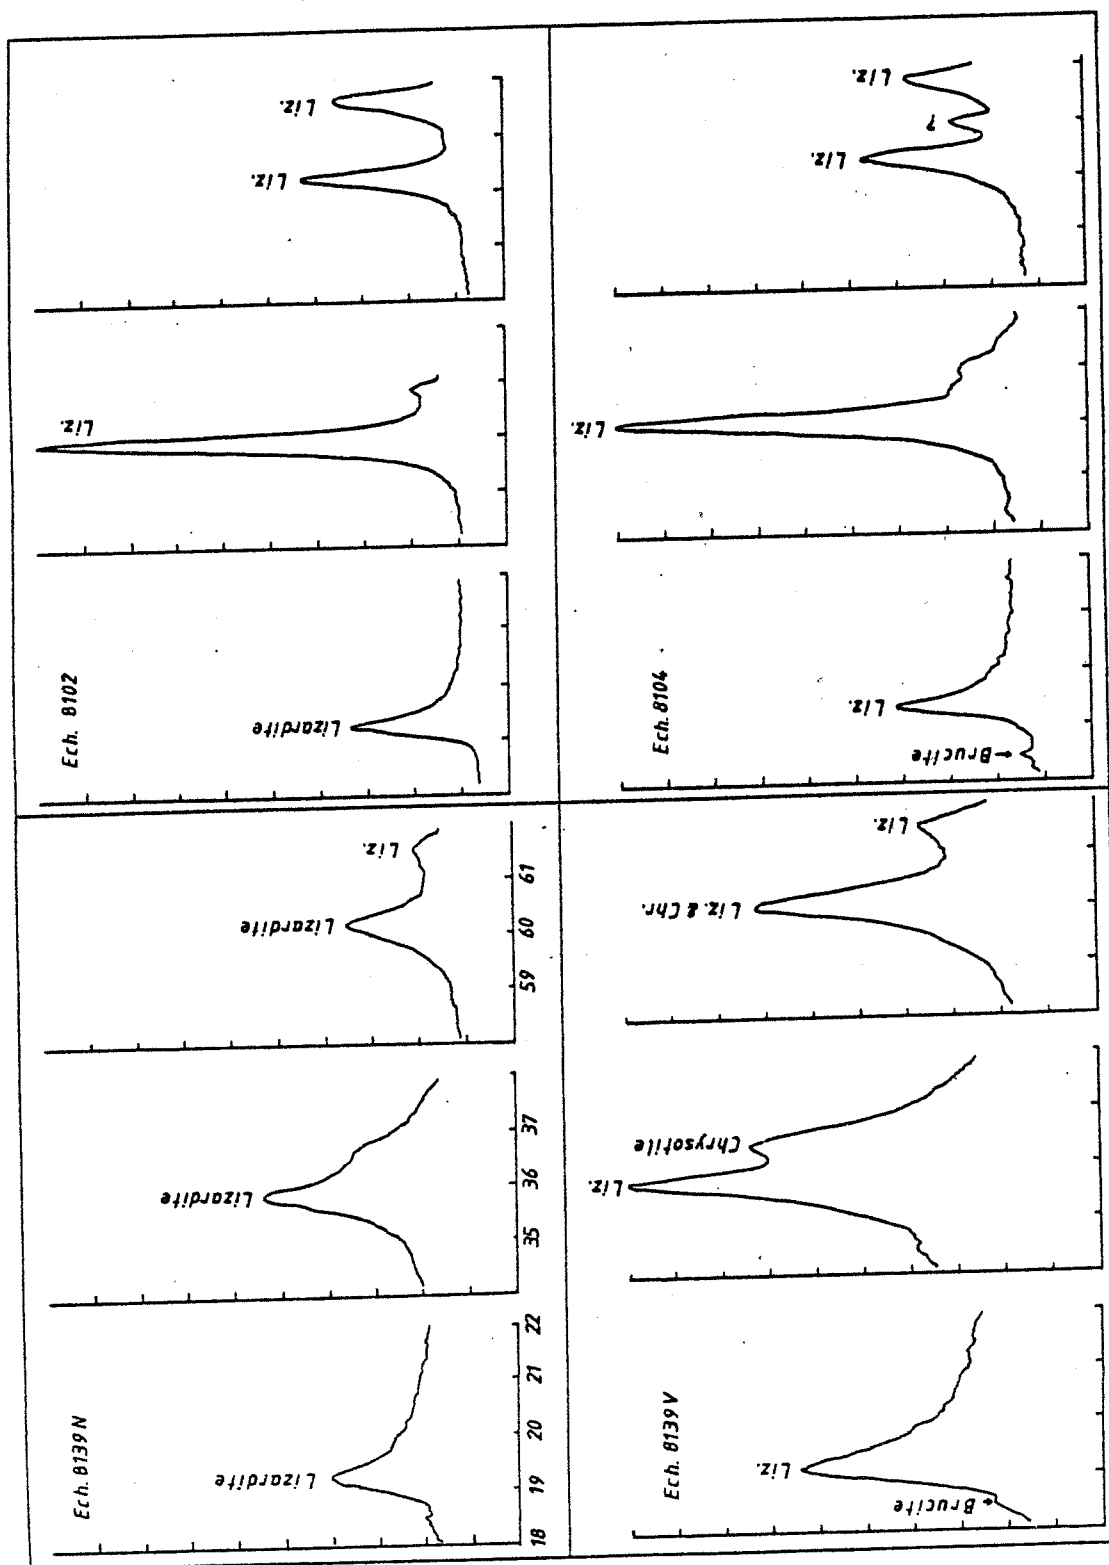 Ech. 8139 N
Lizardite
18 19 20 21 22
Lizardite
35 36 37
Lizardite
Liz.
59 60 61
Ech. 8102
Lizardite
Liz.
Liz.
Liz.
Ech. 8139 V
Brucite
Liz.
Liz.
Chrysotile
Liz. & Chr.
Liz.
Ech. 8104
Brucite
Liz.
Liz.
Liz.
?
Liz.